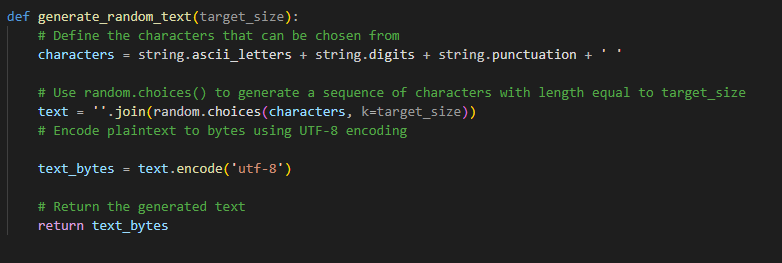 def generate_random_text(target_size):
    # Define the characters that can be chosen from
    characters = string.ascii_letters + string.digits + string.punctuation + ' '
    # Use random.choices() to generate a sequence of characters with length equal to target_size
    text = ''.join(random.choices(characters, k=target_size))
    # Encode plaintext to bytes using UTF-8 encoding
    text_bytes = text.encode('utf-8')
    # Return the generated text
    return text_bytes